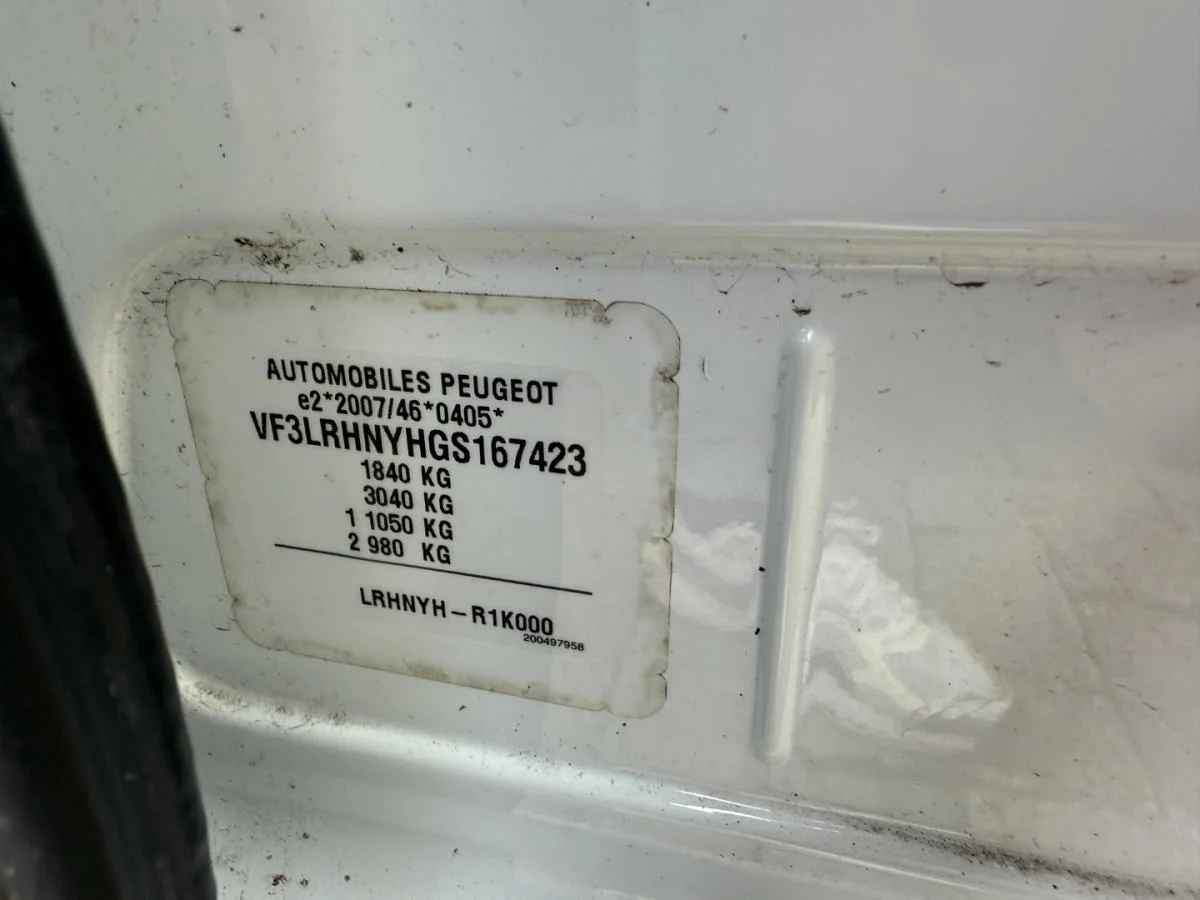 AUTOMOBILES PEUGEOT
e2*2007/46*0405*
VF3LRHNYHGS167423
1840 KG
3040 KG
1 1050 KG
2 980 KG
LRHNYH-R1K000
200497958